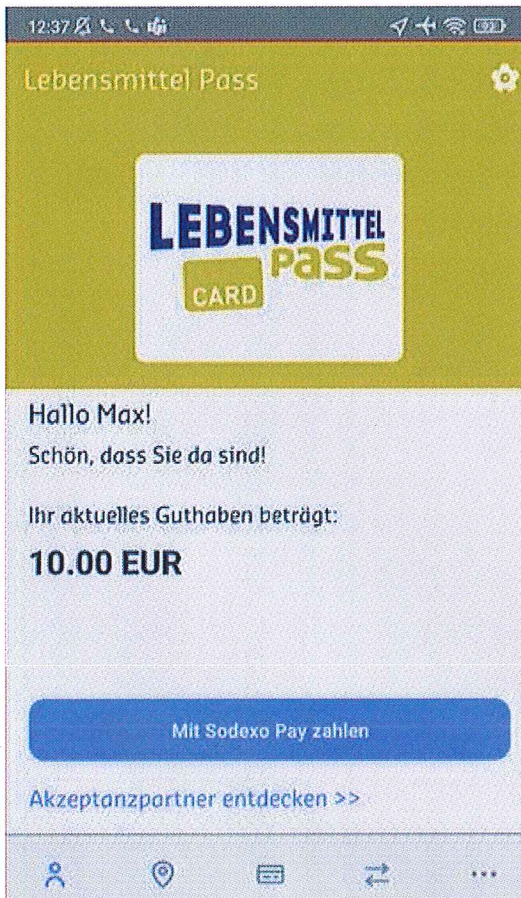 12:37
Lebensmittel Pass
LEBENSMITTEL
Pass
CARD
Hallo Max!
Schön, dass Sie da sind!
Ihr aktuelles Guthaben beträgt:
10.00 EUR
Mit Sodexo Pay zahlen
Akzeptanzpartner entdecken >>